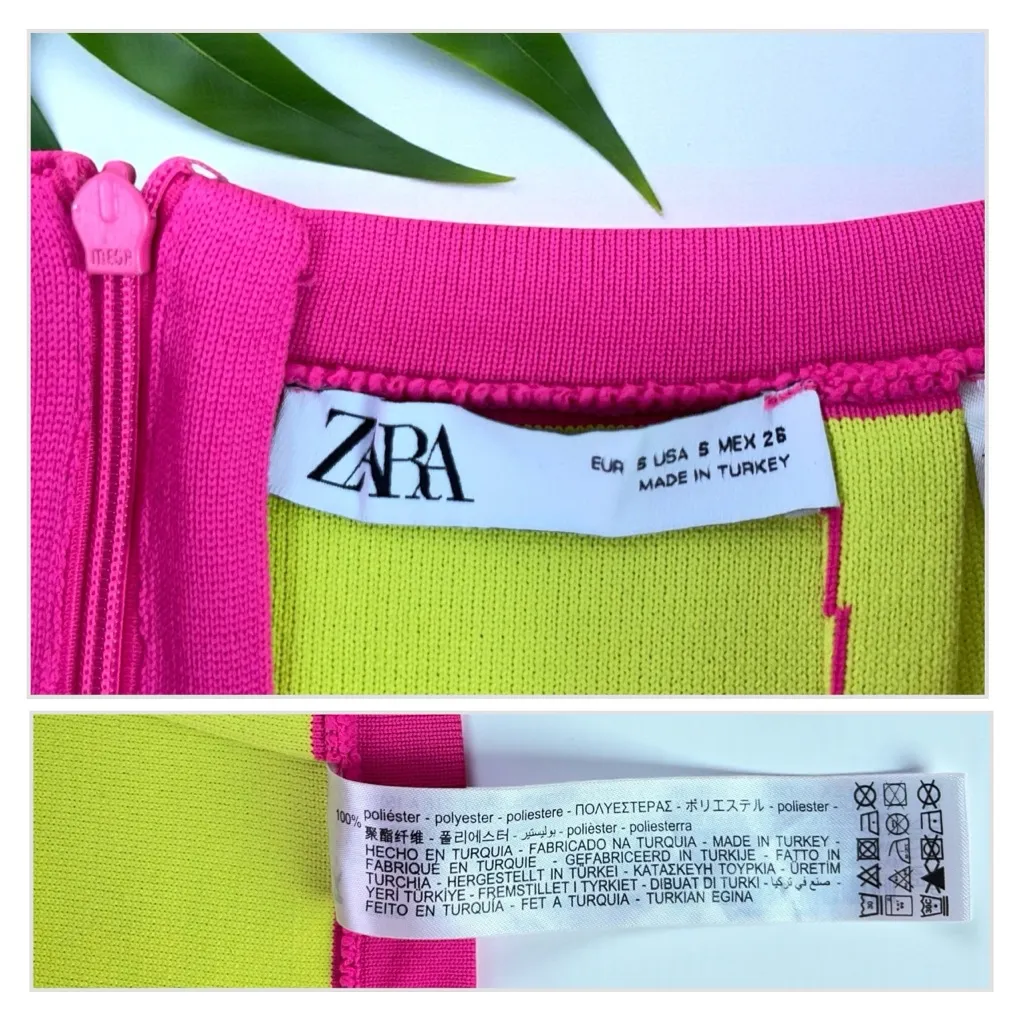 MESP
ZARA
EUR S USA S MEX 26
MADE IN TURKEY
100% poliéster - polyester - poliestere - ΠΟΛΥΕΣΤΕΡΑΣ - ポリエステル - poliester -
聚酯纤维 - 폴리에스터 - بوليستير - polièster - poliesterra
HECHO EN TURQUIA - FABRICADO NA TURQUIA - MADE IN TURKEY -
FABRIQUÉ EN TURQUIE - GEFABRICEERD IN TURKIJE - FATTO IN
TURCHIA - HERGESTELLT IN TÜRKEI - ΚΑΤΑΣΚΕΥΗ ΤΟΥΡΚΙΑ - ÜRETİM
YERİ TÜRKİYE - FREMSTILLET I TYRKIET - DIBUAT DI TURKI - صنع في تركيا -
FEITO EN TURQUÍA - FET A TURQUIA - TURKIAN EGINA